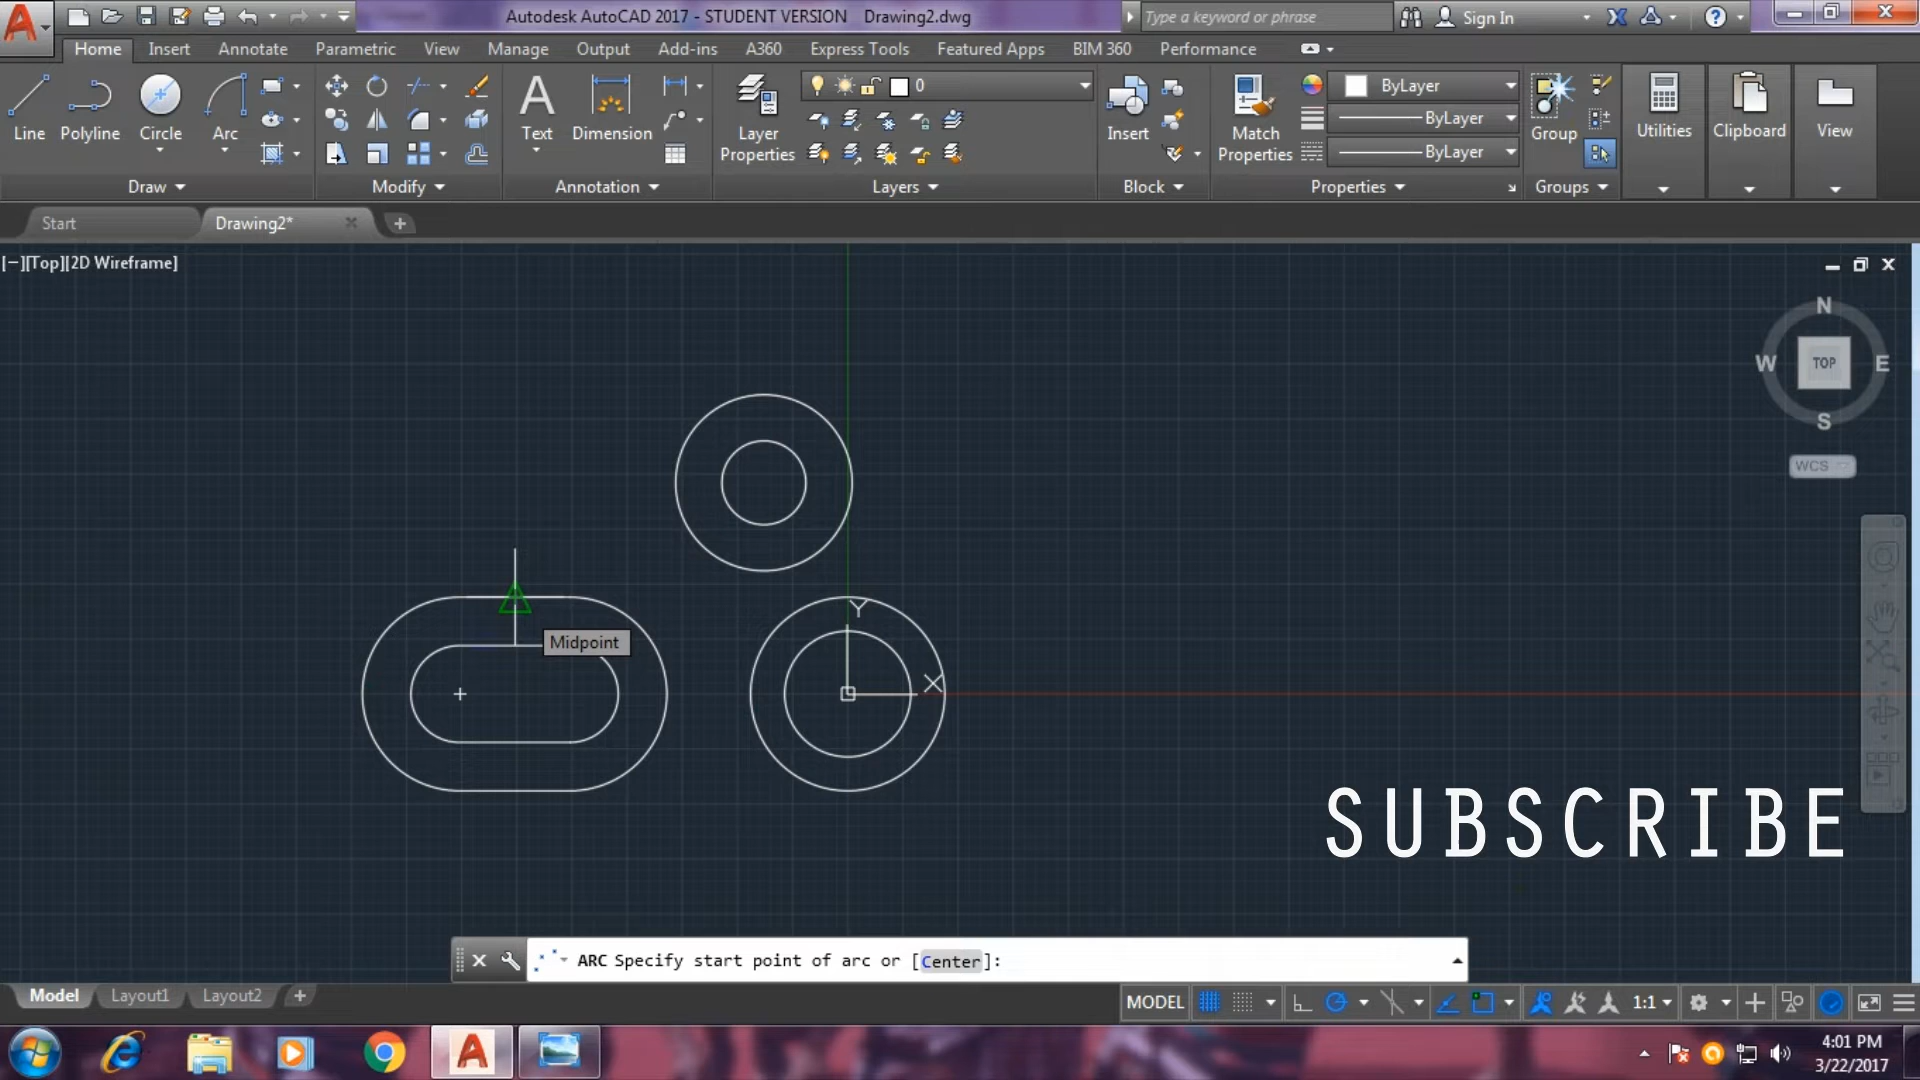 Autodesk AutoCAD 2017 - STUDENT VERSION Drawing2.dwg
Type a keyword or phrase
Sign In
Home Insert Annotate Parametric View Manage Output Add-ins A360 Express Tools Featured Apps BIM 360 Performance
Line Polyline Circle Arc
A Text Dimension
Layer Properties
0
Insert
Match Properties
ByLayer
ByLayer
ByLayer
Group
Utilities Clipboard View
Draw Modify Annotation Layers Block Properties Groups
Start Drawing2*
[−][Top][2D Wireframe]
N
W TOP E
S
WCS
Y
Midpoint
X
SUBSCRIBE
ARC Specify start point of arc or [Center]:
Model Layout1 Layout2
MODEL 1:1
4:01 PM
3/22/2017